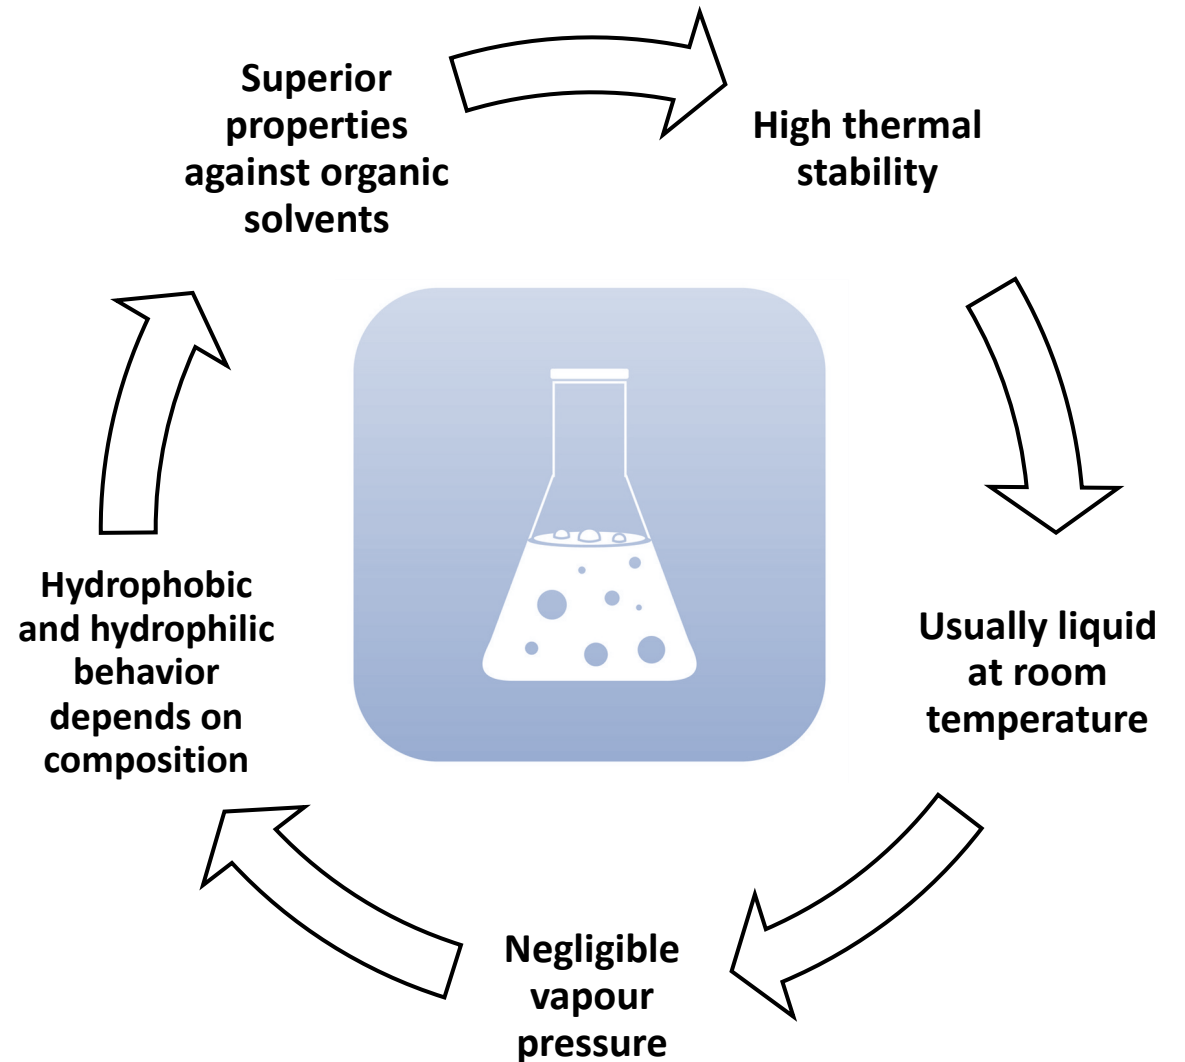 Superior
properties
against organic
solvents
High thermal
stability
Usually liquid
at room
temperature
Negligible
vapour
pressure
Hydrophobic
and hydrophilic
behavior
depends on
composition